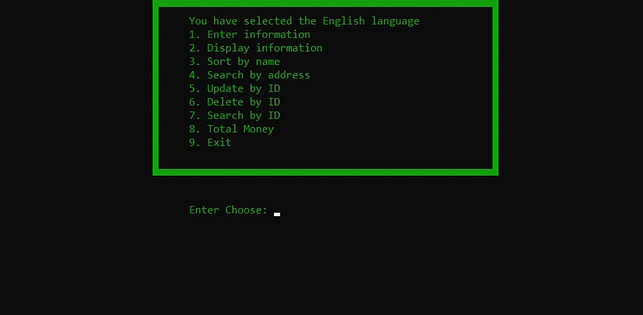 You have selected the English language
1. Enter information
2. Display information
3. Sort by name
4. Search by address
5. Update by ID
6. Delete by ID
7. Search by ID
8. Total Money
9. Exit
Enter Choose: